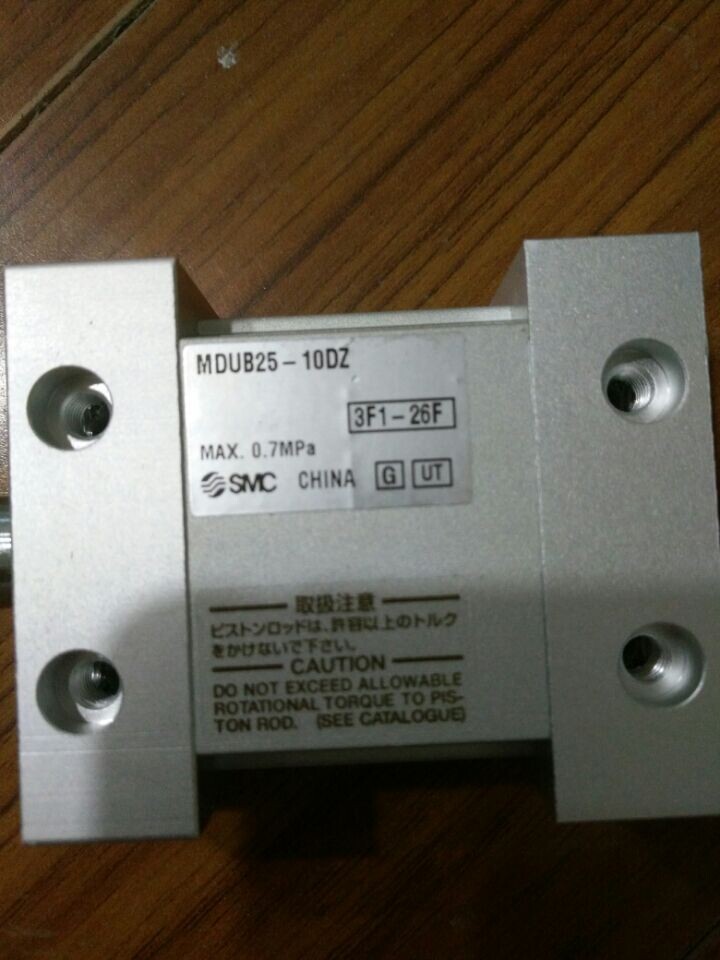 MDUB25-10DZ
3F1-26F
MAX. 0.7MPa
SMC CHINA G UT
取扱注意
ピストンロッドは、許容以上のトルク
をかけないで下さい。
CAUTION
DO NOT EXCEED ALLOWABLE
ROTATIONAL TORQUE TO PIS-
TON ROD. (SEE CATALOGUE)